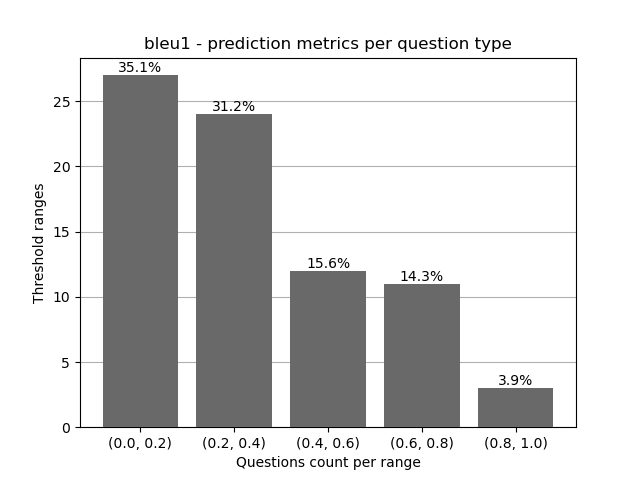 bleu1 - prediction metrics per question type
35.1%
31.2%
15.6%
14.3%
3.9%
25
20
15
10
5
0
Threshold ranges
(0.0, 0.2) (0.2, 0.4) (0.4, 0.6) (0.6, 0.8) (0.8, 1.0)
Questions count per range